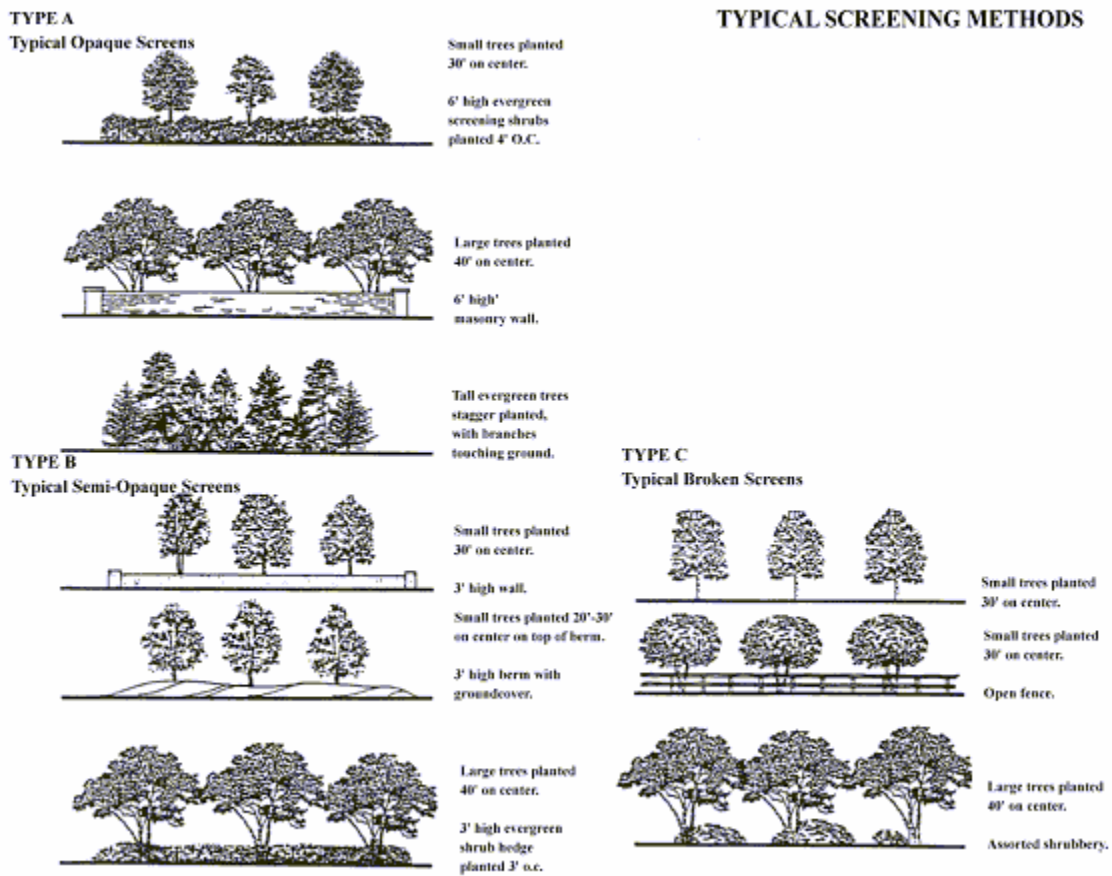 TYPICAL SCREENING METHODS
TYPE A
Typical Opaque Screens
Small trees planted
30' on center.
6' high evergreen
screening shrubs
planted 4' O.C.
Large trees planted
40' on center.
6' high'
masonry wall.
Tall evergreen trees
stagger planted,
with branches
touching ground.
TYPE B
Typical Semi-Opaque Screens
Small trees planted
30' on center.
3' high wall.
Small trees planted 20'-30'
on center on top of berm.
3' high berm with
groundcover.
Large trees planted
40' on center.
3' high evergreen
shrub hedge
planted 3' o.c.
TYPE C
Typical Broken Screens
Small trees planted
30' on center.
Small trees planted
30' on center.
Open fence.
Large trees planted
40' on center.
Assorted shrubbery.